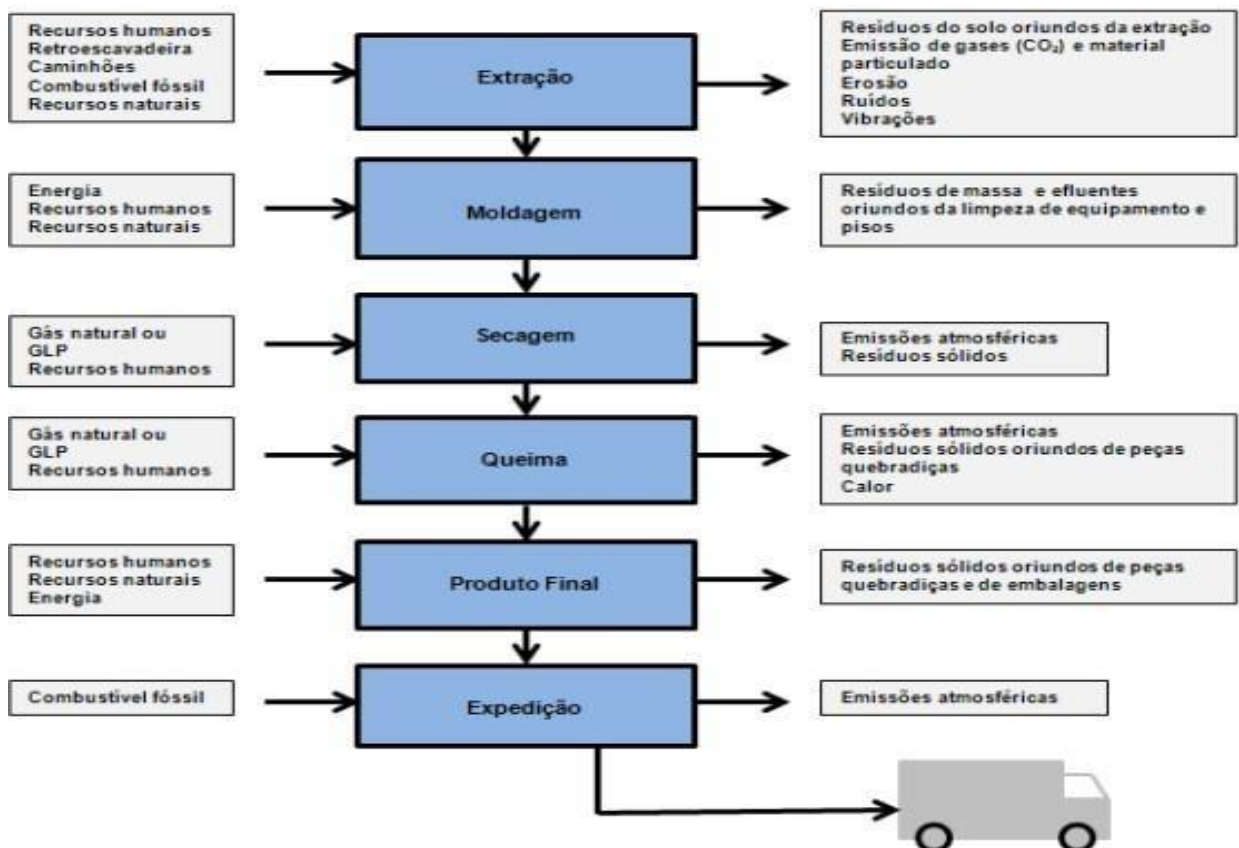 Recursos humanos
Retroescavadeira
Caminhões
Combustível fóssil
Recursos naturais
Extração
Resíduos do solo oriundos da extração
Emissão de gases (CO₂) e material
particulado
Erosão
Ruídos
Vibrações
Energia
Recursos humanos
Recursos naturais
Moldagem
Resíduos de massa e efluentes
oriundos da limpeza de equipamento e
pisos
Gás natural ou
GLP
Recursos humanos
Secagem
Emissões atmosféricas
Resíduos sólidos
Gás natural ou
GLP
Recursos humanos
Queima
Emissões atmosféricas
Resíduos sólidos oriundos de peças
quebradiças
Calor
Recursos humanos
Recursos naturais
Energia
Produto Final
Resíduos sólidos oriundos de peças
quebradiças e de embalagens
Combustível fóssil
Expedição
Emissões atmosféricas